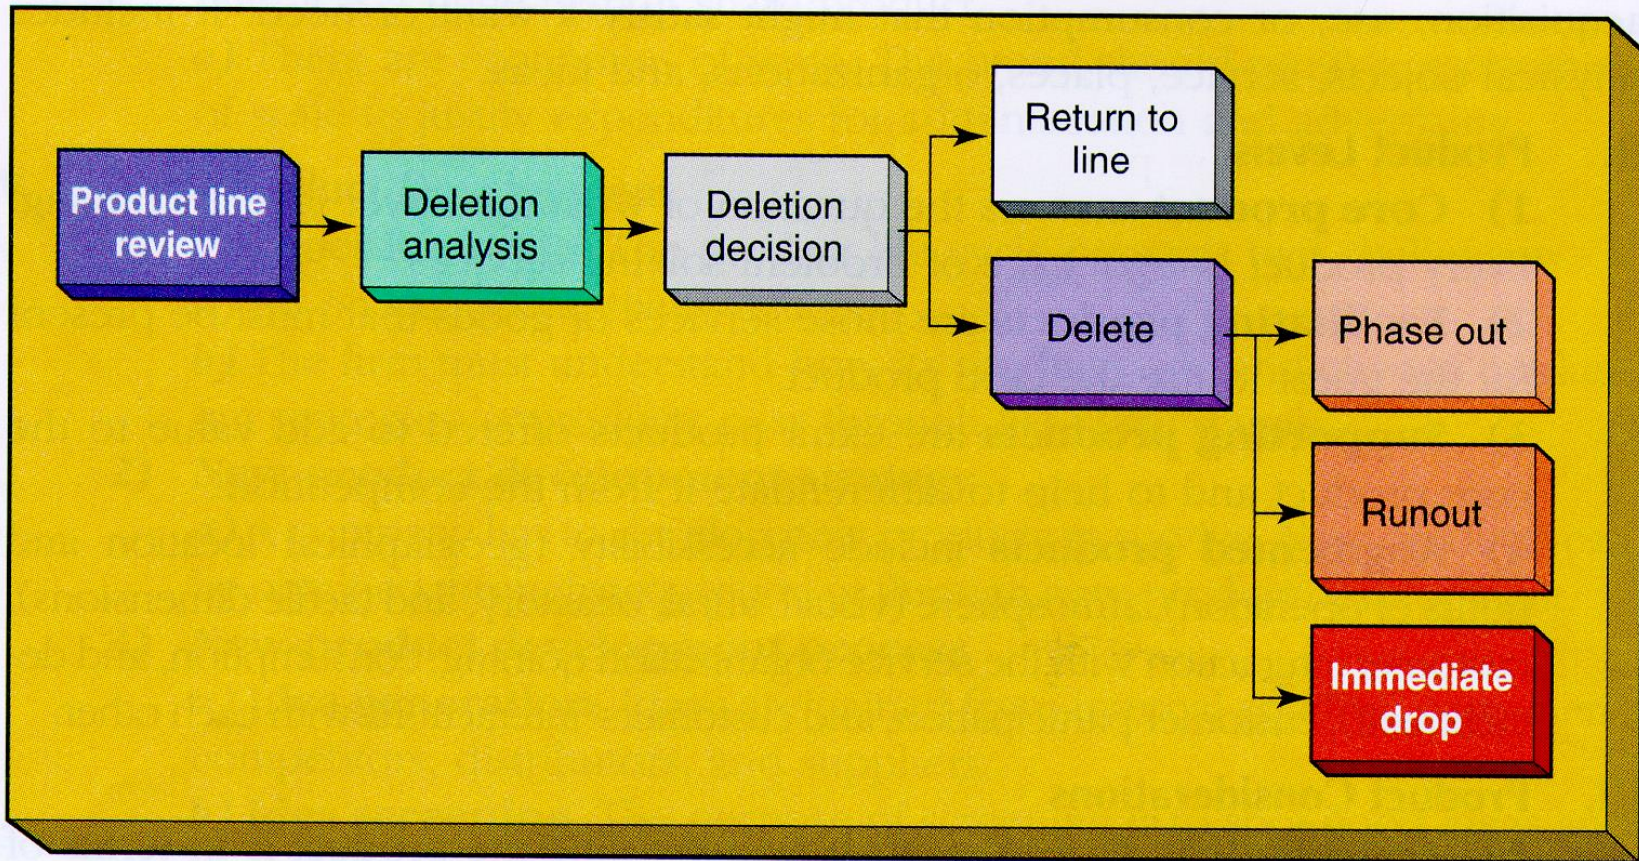 Product line
review
Deletion
analysis
Deletion
decision
Return to
line
Delete
Phase out
Runout
Immediate
drop